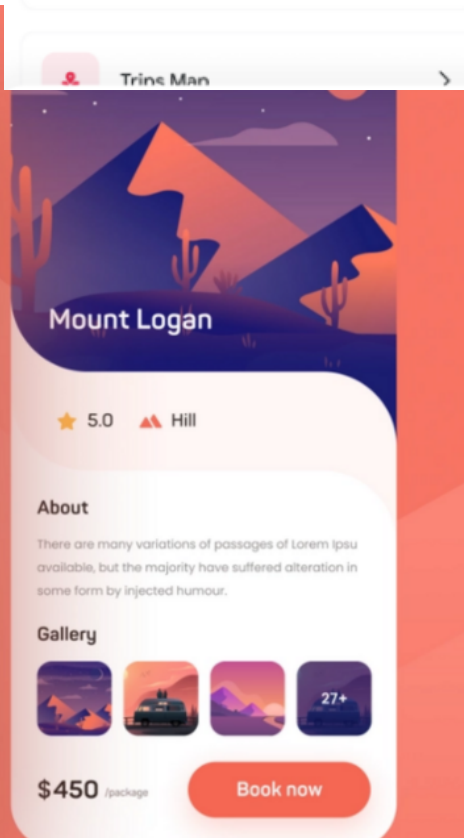 Trips Map
Mount Logan
5.0 Hill
About
There are many variations of passages of Lorem Ipsu
available, but the majority have suffered alteration in
some form by injected humour.
Gallery
27+
$450 /package Book now